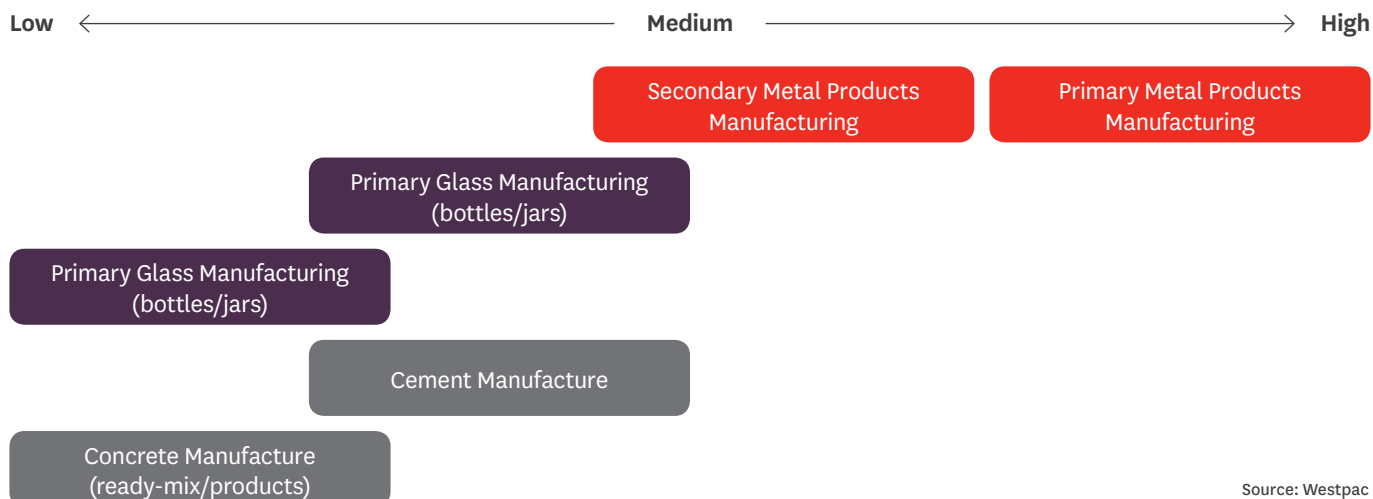 Low Medium High
Secondary Metal Products
Manufacturing
Primary Metal Products
Manufacturing
Primary Glass Manufacturing
(bottles/jars)
Primary Glass Manufacturing
(bottles/jars)
Cement Manufacture
Concrete Manufacture
(ready-mix/products)
Source: Westpac